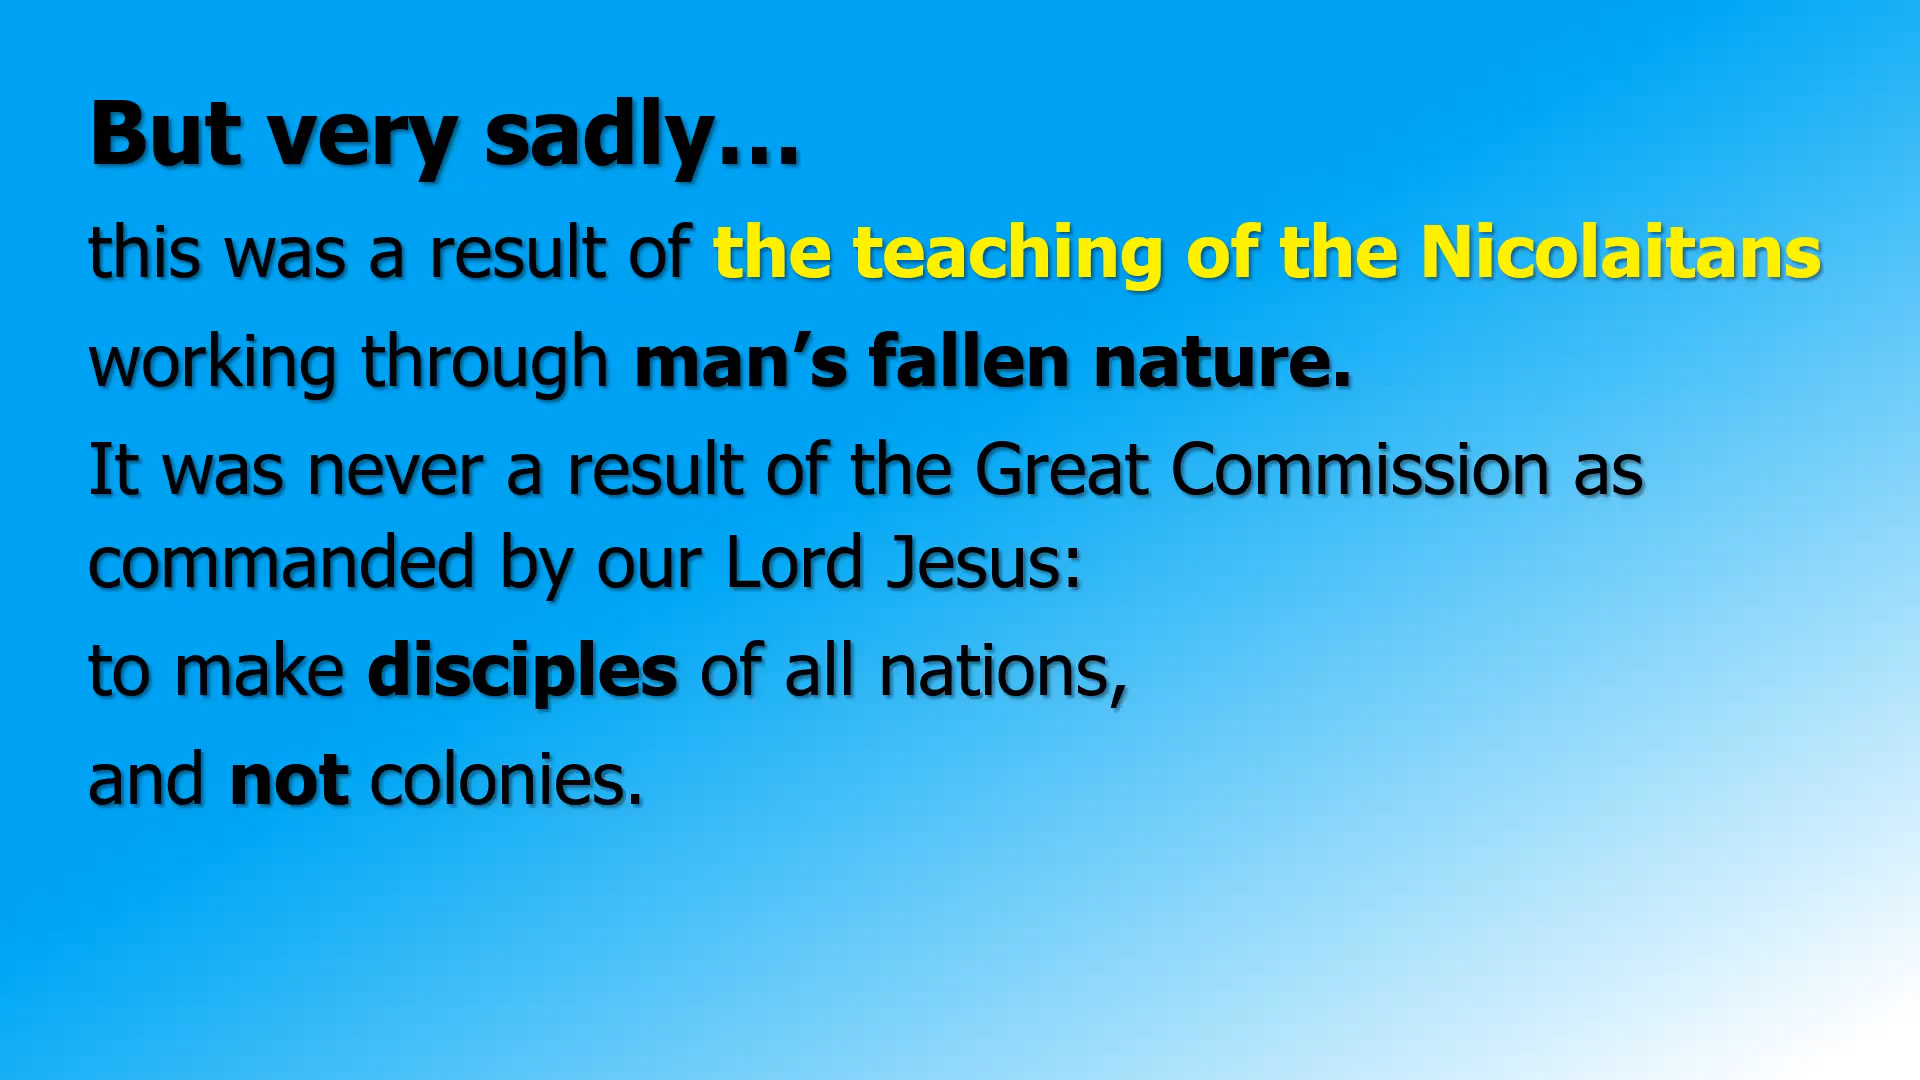 But very sadly...
this was a result of the teaching of the Nicolaitans
working through man’s fallen nature.
It was never a result of the Great Commission as
commanded by our Lord Jesus:
to make disciples of all nations,
and not colonies.